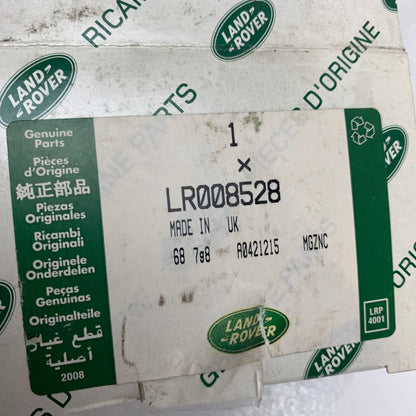 LAND-
ROVER
RICAMBI
LAND-
ROVER
D'ORIGINE
PARTS
Genuine
Parts
Pièces
d'Origine
純正部品
Piezas
Originales
Ricambi
Originali
Originele
Onderdelen
Peças
Genuinas
Originalteile
قطع غيار
أصلية
2008
1
×
LR008528
MADE IN UK
68 7g8 A0421215 MGZNC
LAND-
ROVER
LRP
4001